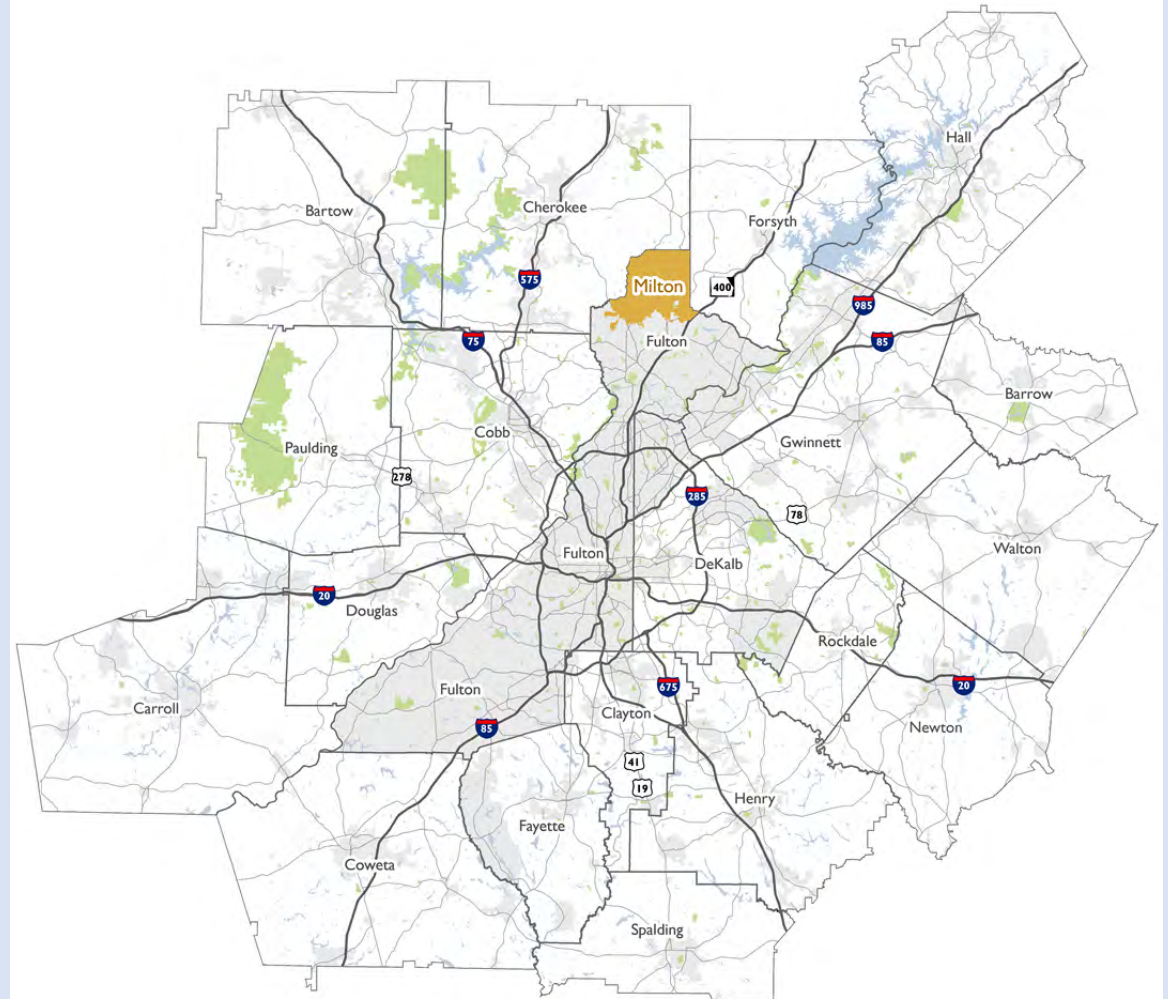 Hall
Bartow
Cherokee
Forsyth
575
Milton
400
985
75
Fulton
85
Barrow
Cobb
Gwinnett
Paulding
278
285
78
Walton
Fulton
DeKalb
20
Douglas
Rockdale
Fulton
675
20
Carroll
Clayton
85
Newton
41
19
Henry
Fayette
Coweta
Spalding